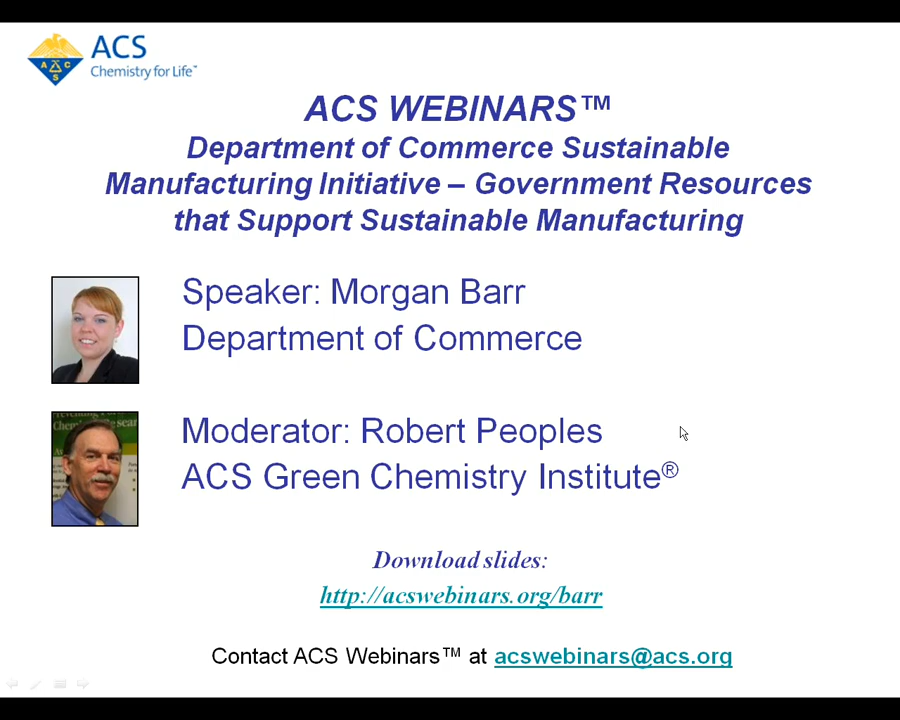 ACS
Chemistry for Life™
A C S
ACS WEBINARS™
Department of Commerce Sustainable
Manufacturing Initiative – Government Resources
that Support Sustainable Manufacturing
Speaker: Morgan Barr
Department of Commerce
Moderator: Robert Peoples
ACS Green Chemistry Institute®
Download slides:
http://acswebinars.org/barr
Contact ACS Webinars™ at acswebinars@acs.org